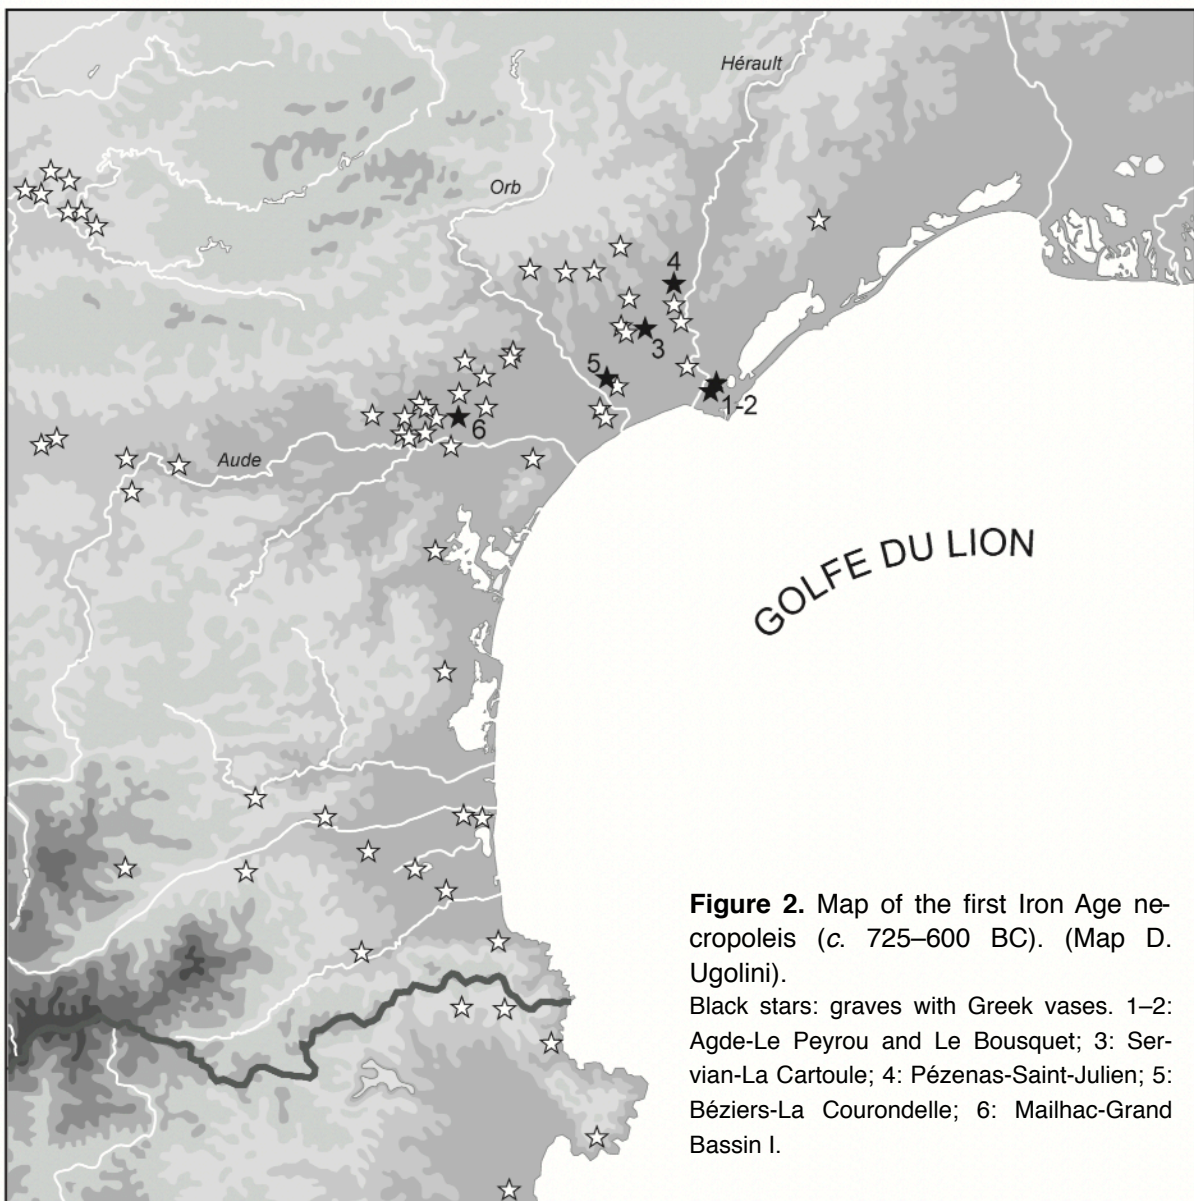 Hérault
Orb
4
3
5
1-2
6
Aude
GOLFE DU LION
Figure 2. Map of the first Iron Age ne-
cropoleis (c. 725–600 BC). (Map D.
Ugolini).
Black stars: graves with Greek vases. 1–2:
Agde-Le Peyrou and Le Bousquet; 3: Ser-
vian-La Cartoule; 4: Pézenas-Saint-Julien; 5:
Béziers-La Courondelle; 6: Mailhac-Grand
Bassin I.